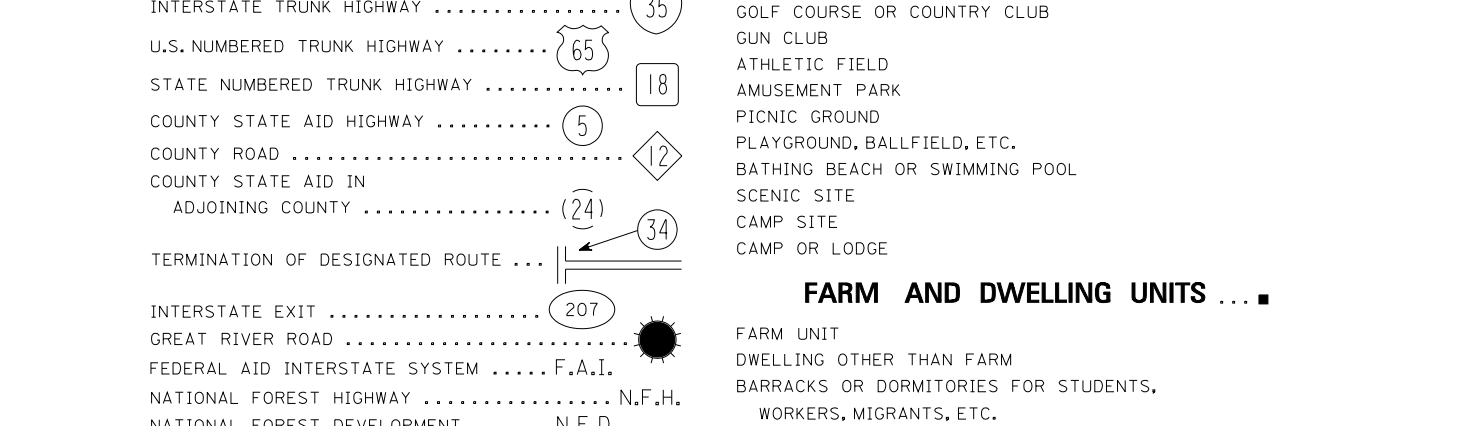 INTERSTATE TRUNK HIGHWAY .................... 35
U.S. NUMBERED TRUNK HIGHWAY ........ 65
STATE NUMBERED TRUNK HIGHWAY ............ 18
COUNTY STATE AID HIGHWAY .......... 5
COUNTY ROAD ............................. 12
COUNTY STATE AID IN
ADJOINING COUNTY ................ (24)
34
TERMINATION OF DESIGNATED ROUTE ...
INTERSTATE EXIT .................. 207
GREAT RIVER ROAD .........................
FEDERAL AID INTERSTATE SYSTEM ..... F.A.I.
NATIONAL FOREST HIGHWAY ................ N.F.H.
NATIONAL FOREST DEVELOPMENT N.F.D.
GOLF COURSE OR COUNTRY CLUB
GUN CLUB
ATHLETIC FIELD
AMUSEMENT PARK
PICNIC GROUND
PLAYGROUND, BALLFIELD, ETC.
BATHING BEACH OR SWIMMING POOL
SCENIC SITE
CAMP SITE
CAMP OR LODGE
FARM AND DWELLING UNITS ...
FARM UNIT
DWELLING OTHER THAN FARM
BARRACKS OR DORMITORIES FOR STUDENTS,
WORKERS, MIGRANTS, ETC.